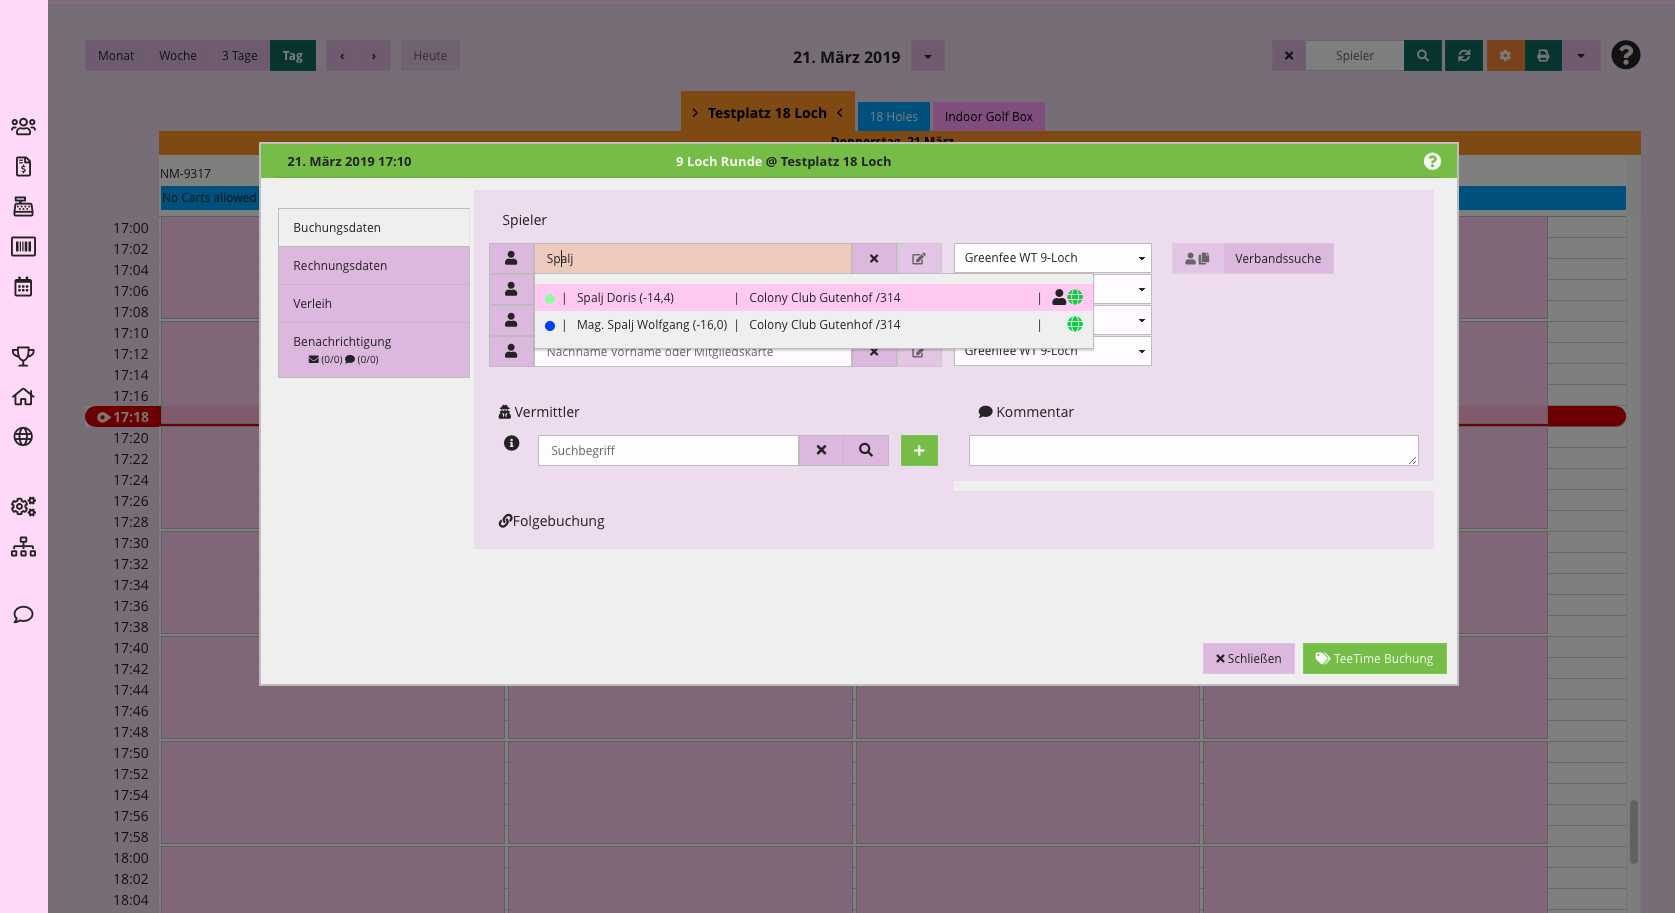 Monat Woche 3 Tage Tag ‹ › Heute
21. März 2019
Spieler
> Testplatz 18 Loch < 18 Holes Indoor Golf Box
Donnerstag, 21.März
21. März 2019 17:10 9 Loch Runde @ Testplatz 18 Loch
NM-9317
No Carts allowed
Buchungsdaten
Rechnungsdaten
Verleih
Benachrichtigung
(0/0) (0/0)
Spieler
Spalj Greenfee WT 9-Loch Verbandssuche
| Spalj Doris (-14,4) | Colony Club Gutenhof /314 |
| Mag. Spalj Wolfgang (-16,0) | Colony Club Gutenhof /314 |
Nachname Vorname oder Mitgliedskarte Greenfee WT 9-Loch
Vermittler Kommentar
Suchbegriff
Folgebuchung
Schließen TeeTime Buchung
17:00
17:02
17:04
17:06
17:08
17:10
17:12
17:14
17:16
17:18
17:20
17:22
17:24
17:26
17:28
17:30
17:32
17:34
17:36
17:38
17:40
17:42
17:44
17:46
17:48
17:50
17:52
17:54
17:56
17:58
18:00
18:02
18:04